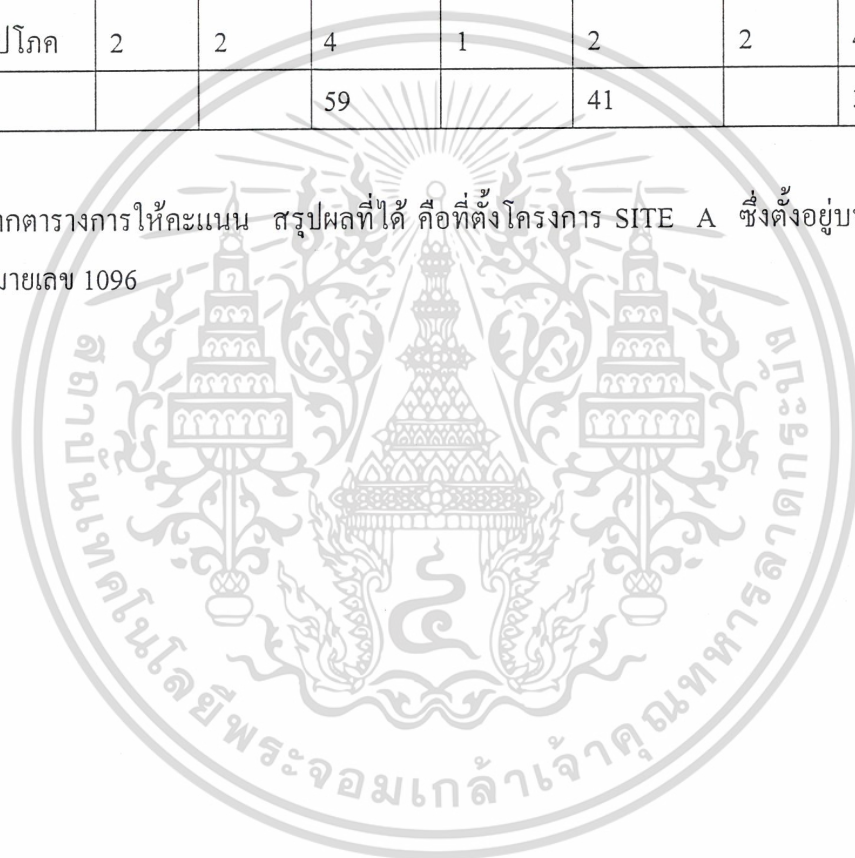 ปโภค 2 2 4 1 2 2
59 41
กตารางการให้คะแนน สรุปผลที่ได้ คือที่ตั้งโครงการ SITE A ซึ่งตั้งอยู่บ
มายเลข 1096
สถาบันเทคโนโลยีพระจอมเกล้าเจ้าคุณทหารลาดกระบัง